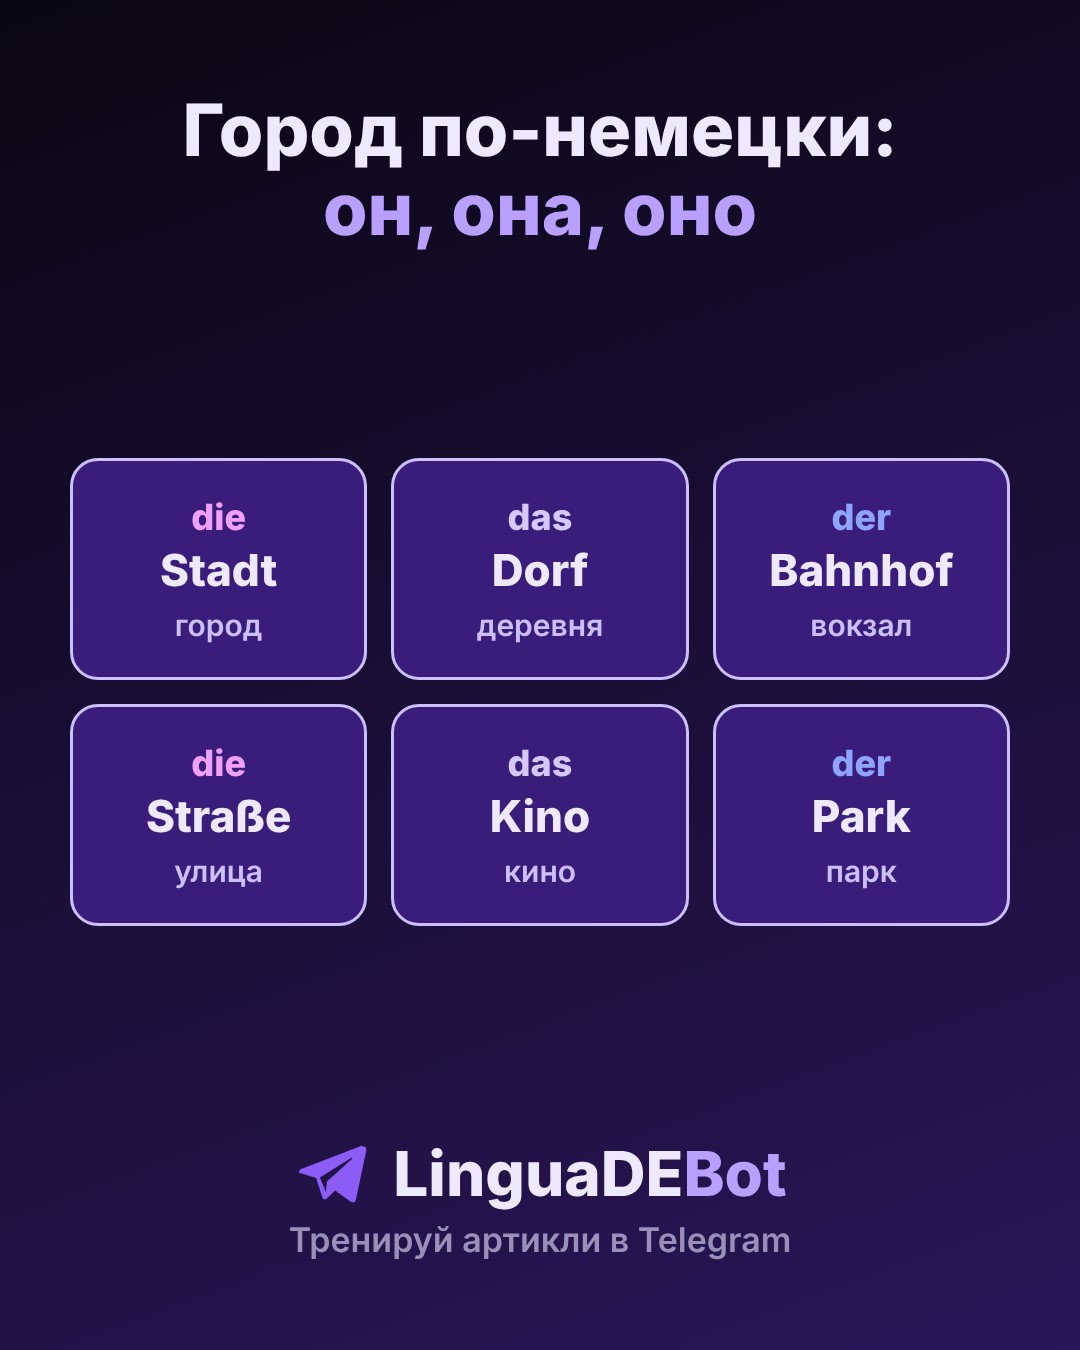 Город по-немецки:
он, она, оно
die
Stadt
город
das
Dorf
деревня
der
Bahnhof
вокзал
die
Straße
улица
das
Kino
кино
der
Park
парк
LinguaDEBot
Тренируй артикли в Telegram